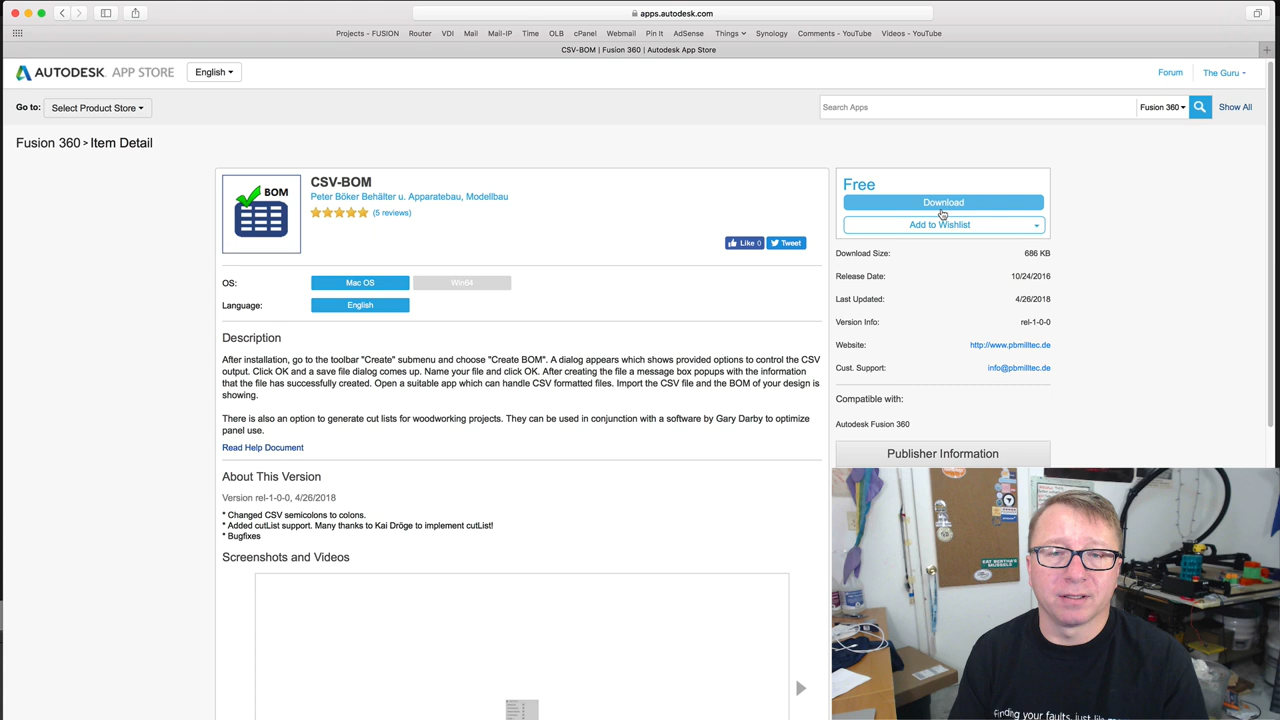 apps.autodesk.com
Projects - FUSION Router VDI Mail Mail-IP Time OLB cPanel Webmail Pin It AdSense Things Synology Comments - YouTube Videos - YouTube
CSV-BOM | Fusion 360 | Autodesk App Store
AUTODESK. APP STORE English Forum The Guru
Go to: Select Product Store Search Apps Fusion 360 Show All
Fusion 360 > Item Detail
BOM
CSV-BOM
Peter Böker Behälter u. Apparatebau, Modellbau
(5 reviews)
Like 0 Tweet
OS: Mac OS Win64
Language: English
Description
After installation, go to the toolbar "Create" submenu and choose "Create BOM". A dialog appears which shows provided options to control the CSV
output. Click OK and a save file dialog comes up. Name your file and click OK. After creating the file a message box popups with the information
that the file has successfully created. Open a suitable app which can handle CSV formatted files. Import the CSV file and the BOM of your design is
showing.
There is also an option to generate cut lists for woodworking projects. They can be used in conjunction with a software by Gary Darby to optimize
panel use.
Read Help Document
About This Version
Version rel-1-0-0, 4/26/2018
* Changed CSV semicolons to colons.
* Added cutList support. Many thanks to Kai Dröge to implement cutList!
* Bugfixes
Screenshots and Videos
Free
Download
Add to Wishlist
Download Size: 686 KB
Release Date: 10/24/2016
Last Updated: 4/26/2018
Version Info: rel-1-0-0
Website: http://www.pbmilltec.de
Cust. Support: info@pbmilltec.de
Compatible with:
Autodesk Fusion 360
Publisher Information
EAT BERTHA'S
MUSSELS
finding your faults, just like